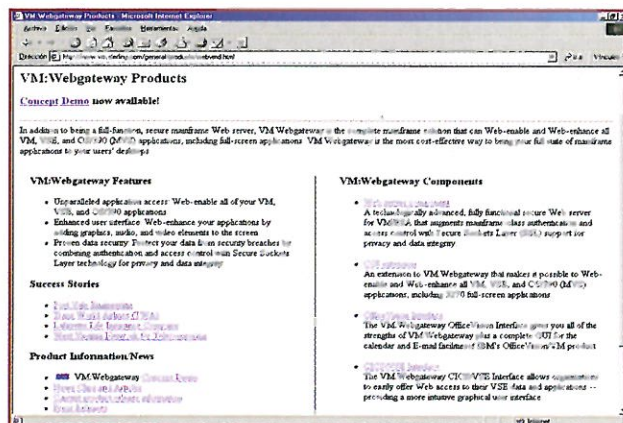 VM:Webgateway Products - Microsoft Internet Explorer
Archivo Edición Ver Favoritos Herramientas Ayuda
Dirección
Ir a Vínculos
VM:Webgateway Products
Concept Demo now available!
In addition to being a full-function, secure mainframe Web server, VM:Webgateway is the complete mainframe solution that can Web-enable and Web-enhance all
VM, VSE, and OS/390 (MVS) applications, including full-screen applications. VM:Webgateway is the most cost-effective way to bring your full suite of mainframe
applications to your users' desktops
VM:Webgateway Features
Unparalleled application access: Web-enable all of your VM,
VSE, and OS/390 applications
Enhanced user interface: Web-enhance your applications by
adding graphics, audio, and video elements to the screen
Proven data security: Protect your data from security breaches by
combining authentication and access control with Secure Sockets
Layer technology for privacy and data integrity
Success Stories
Product Information/News
VM:Webgateway Concept Demo
VM:Webgateway Components
A technologically advanced, fully functional secure Web server
for VM/ESA that augments mainframe-class authentication and
access control with Secure Sockets Layer (SSL) support for
privacy and data integrity
An extension to VM:Webgateway that makes it possible to Web-
enable and Web-enhance all VM, VSE, and OS/390 (MVS)
applications, including 3270 full-screen applications
OfficeVision Interface
The VM:Webgateway OfficeVision Interface gives you all of the
strengths of VM:Webgateway plus a complete GUI for the
calendar and E-mail facilities of IBM's OfficeVision/VM product
CICS/VSE Interface
The VM:Webgateway CICS/VSE Interface allows organizations
to easily offer Web access to their VSE data and applications --
providing a more intuitive graphical user interface
Internet